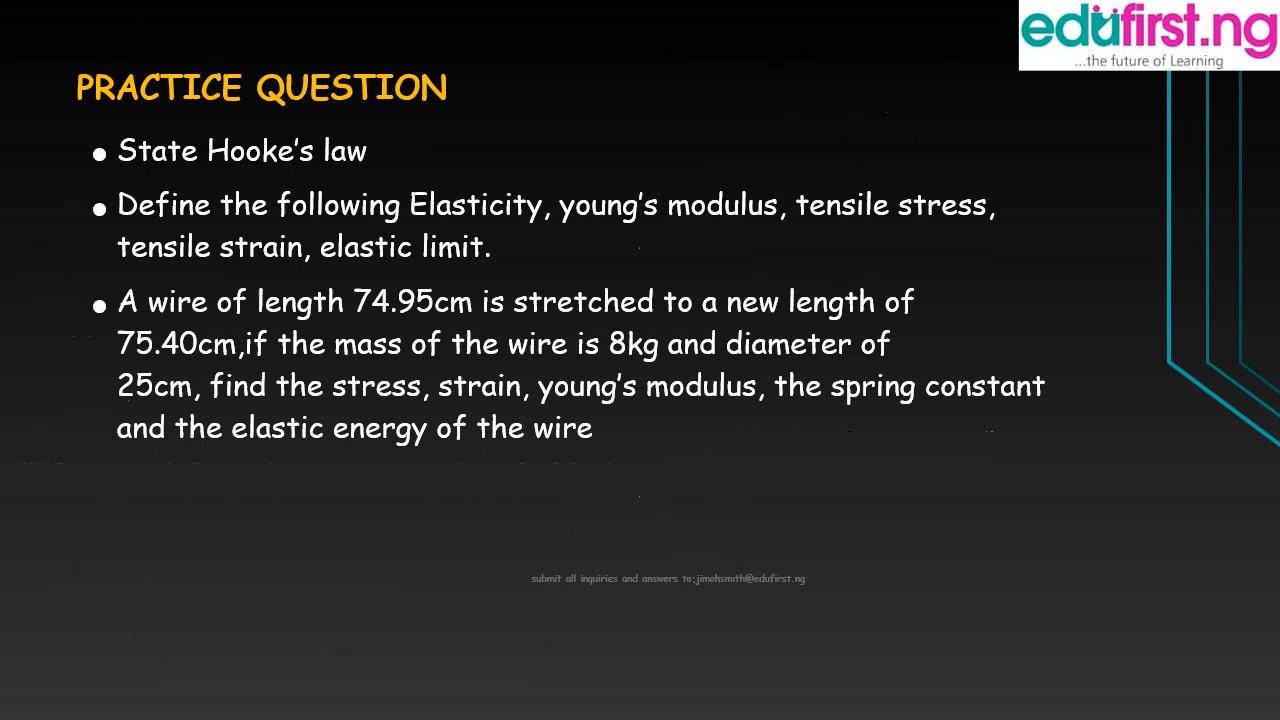 edufirst.ng
...the future of Learning
PRACTICE QUESTION
• State Hooke's law
• Define the following Elasticity, young's modulus, tensile stress,
tensile strain, elastic limit.
• A wire of length 74.95cm is stretched to a new length of
75.40cm,if the mass of the wire is 8kg and diameter of
25cm, find the stress, strain, young's modulus, the spring constant
and the elastic energy of the wire
submit all inquiries and answers to;jimohsmith@edufirst.ng